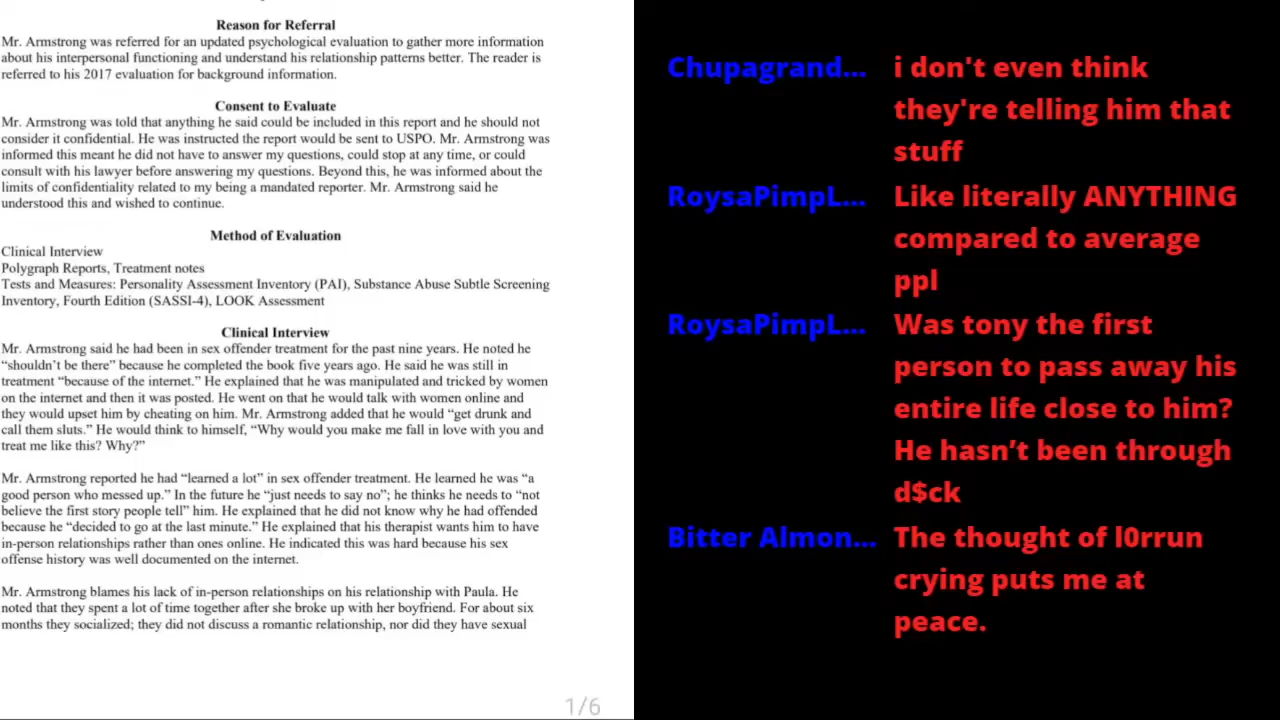 Reason for Referral
Mr. Armstrong was referred for an updated psychological evaluation to gather more information
about his interpersonal functioning and understand his relationship patterns better. The reader is
referred to his 2017 evaluation for background information.
Consent to Evaluate
Mr. Armstrong was told that anything he said could be included in this report and he should not
consider it confidential. He was instructed the report would be sent to USPO. Mr. Armstrong was
informed this meant he did not have to answer my questions, could stop at any time, or could
consult with his lawyer before answering my questions. Beyond this, he was informed about the
limits of confidentiality related to my being a mandated reporter. Mr. Armstrong said he
understood this and wished to continue.
Method of Evaluation
Clinical Interview
Polygraph Reports, Treatment notes
Tests and Measures: Personality Assessment Inventory (PAI), Substance Abuse Subtle Screening
Inventory, Fourth Edition (SASSI-4), LOOK Assessment
Clinical Interview
Mr. Armstrong said he had been in sex offender treatment for the past nine years. He noted he
“shouldn’t be there” because he completed the book five years ago. He said he was still in
treatment “because of the internet.” He explained that he was manipulated and tricked by women
on the internet and then it was posted. He went on that he would talk with women online and
they would upset him by cheating on him. Mr. Armstrong added that he would “get drunk and
call them sluts.” He would think to himself, “Why would you make me fall in love with you and
treat me like this? Why?”
Mr. Armstrong reported he had “learned a lot” in sex offender treatment. He learned he was “a
good person who messed up.” In the future he “just needs to say no”; he thinks he needs to “not
believe the first story people tell” him. He explained that he did not know why he had offended
because he “decided to go at the last minute.” He explained that his therapist wants him to have
in-person relationships rather than ones online. He indicated this was hard because his sex
offense history was well documented on the internet.
Mr. Armstrong blames his lack of in-person relationships on his relationship with Paula. He
noted that they spent a lot of time together after she broke up with her boyfriend. For about six
months they socialized; they did not discuss a romantic relationship, nor did they have sexual
1/6
Chupagrand... i don't even think
they're telling him that
stuff
RoysaPimpL... Like literally ANYTHING
compared to average
ppl
RoysaPimpL... Was tony the first
person to pass away his
entire life close to him?
He hasn’t been through
d$ck
Bitter Almon... The thought of l0rrun
crying puts me at
peace.